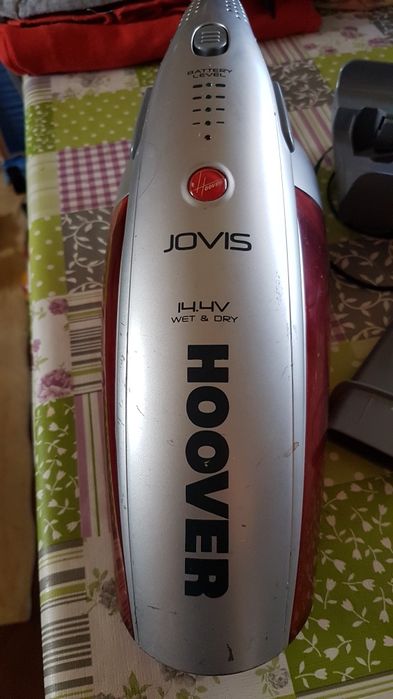 BATTERY
LEVEL
Hoover
JOVIS
14.4V
WET & DRY
HOOVER